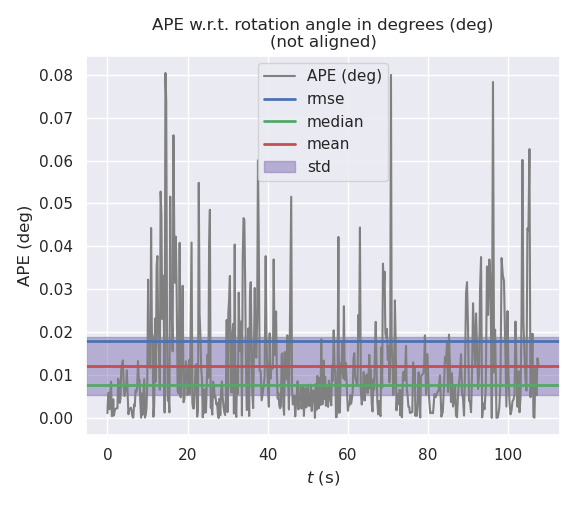 APE w.r.t. rotation angle in degrees (deg)
(not aligned)
APE (deg)
rmse
median
mean
std
APE (deg)
0.08
0.07
0.06
0.05
0.04
0.03
0.02
0.01
0.00
0 20 40 60 80 100
t (s)